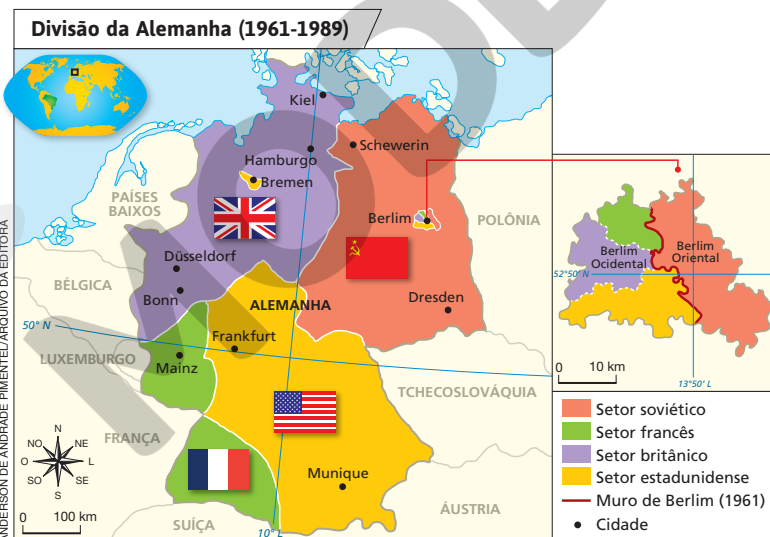 Divisão da Alemanha (1961-1989)
Kiel
Schewerin
Hamburgo
Bremen
PAÍSES
BAIXOS
Berlim
POLÔNIA
Berlim
Ocidental
Berlim
Oriental
52°50' N
Düsseldorf
BÉLGICA
Bonn
ALEMANHA
Dresden
50° N
Frankfurt
LUXEMBURGO
Mainz
0 10 km
13°50' L
TCHECOSLOVÁQUIA
FRANÇA
N
NO NE
O L
SO SE
S
Munique
ÁUSTRIA
0 100 km
SUÍÇA
10° L
Setor soviético
Setor francês
Setor britânico
Setor estadunidense
Muro de Berlim (1961)
Cidade
ANDERSON DE ANDRADE PIMENTEL/ARQUIVO DA EDITORA